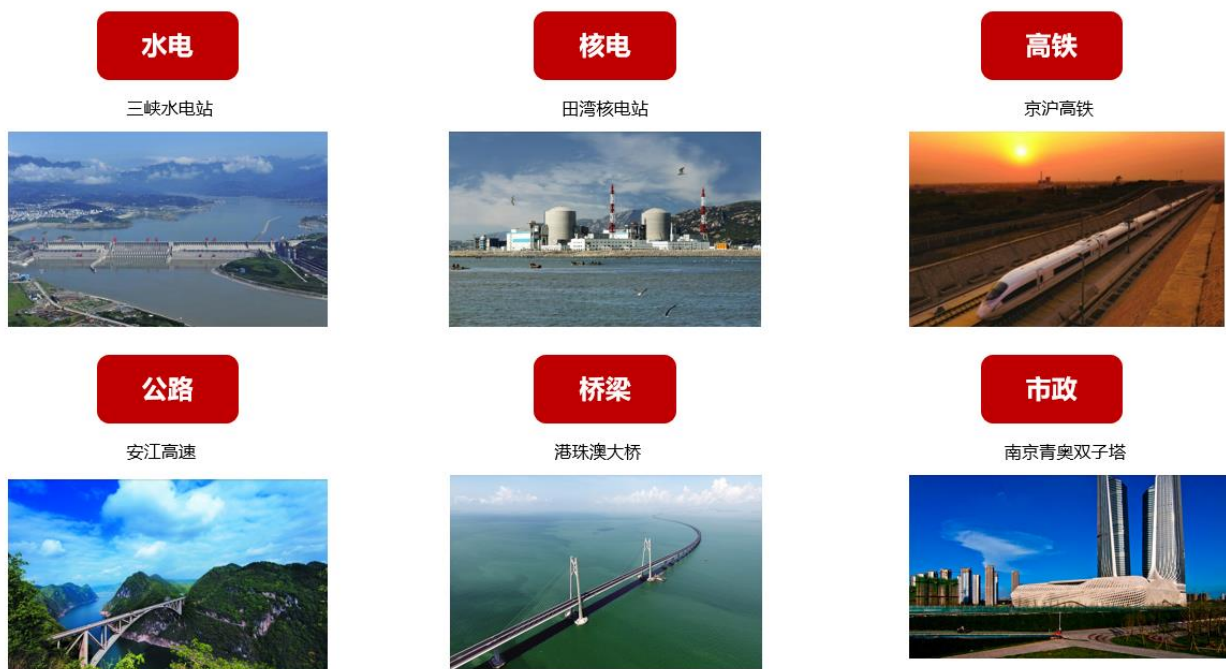 水电
核电
高铁
三峡水电站
田湾核电站
京沪高铁
公路
桥梁
市政
安江高速
港珠澳大桥
南京青奥双子塔